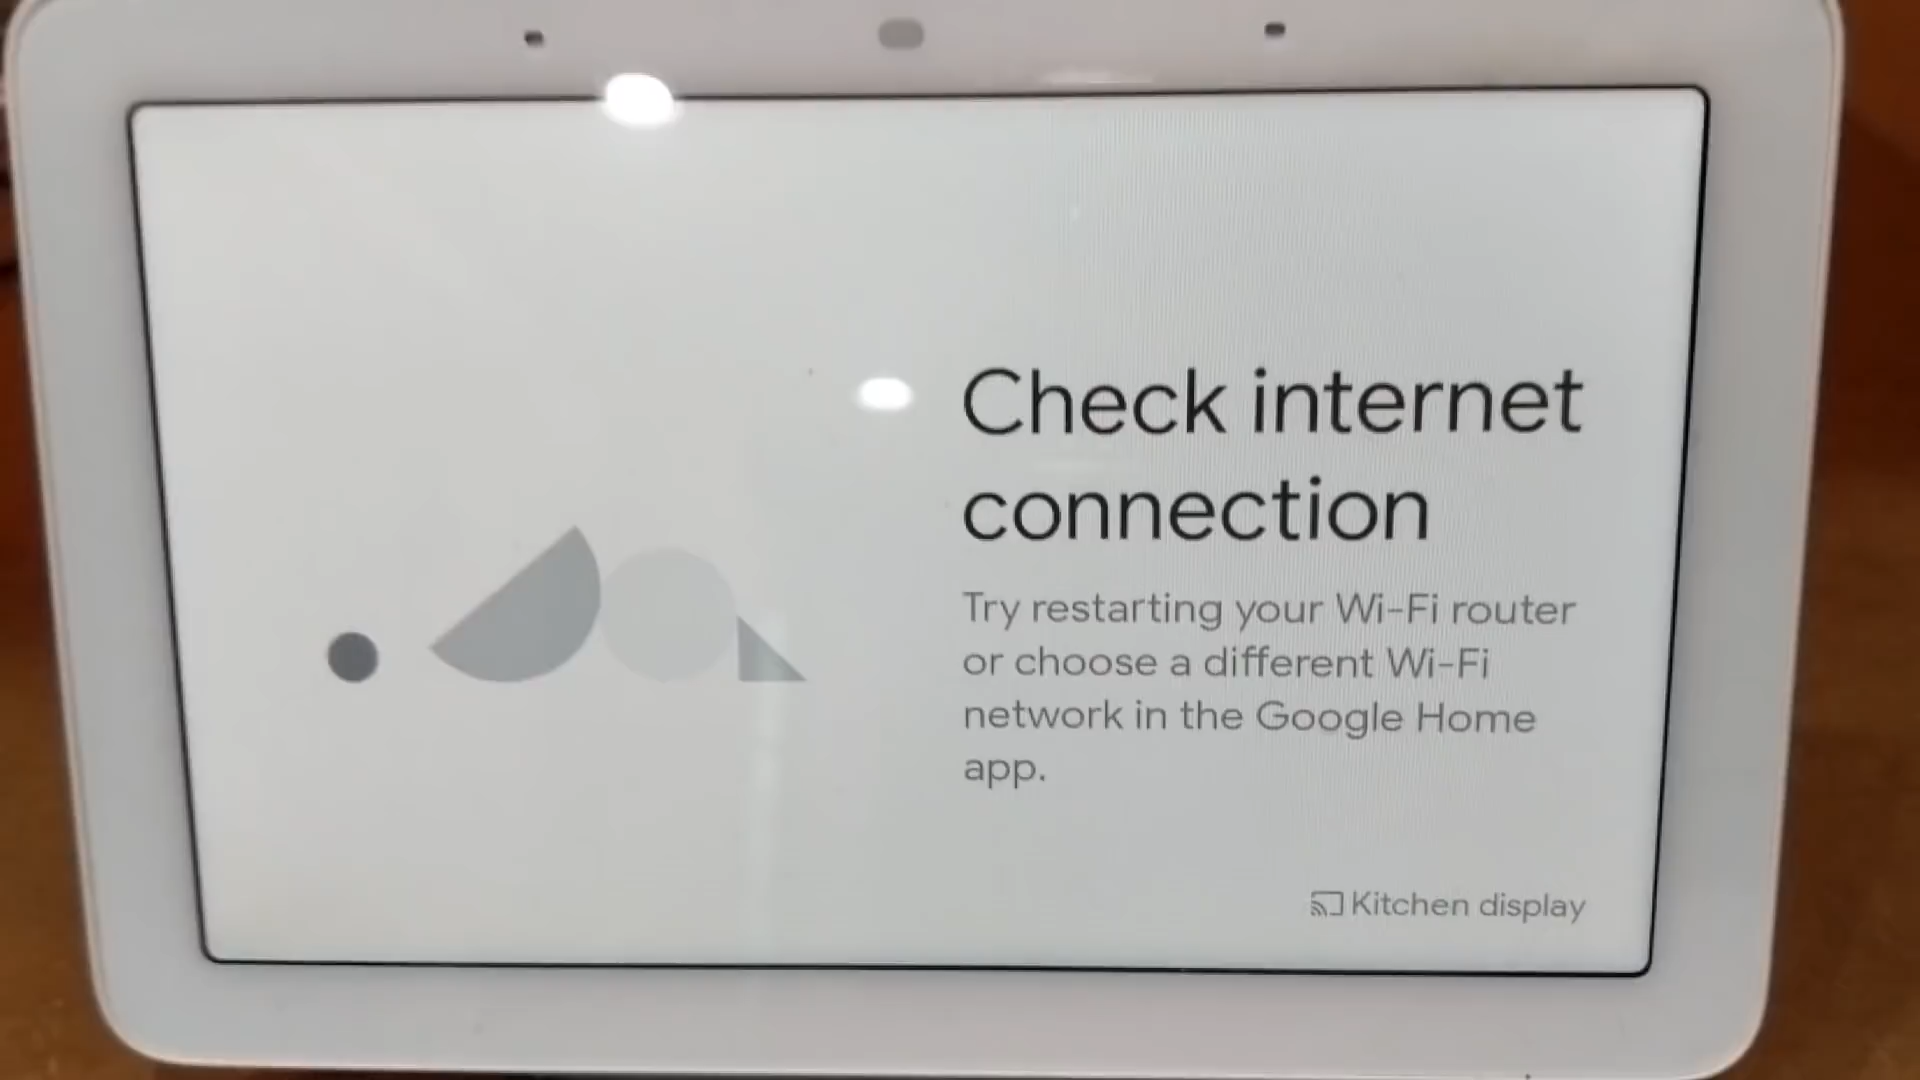 Check internet
connection
Try restarting your Wi-Fi router
or choose a different Wi-Fi
network in the Google Home
app.
Kitchen display